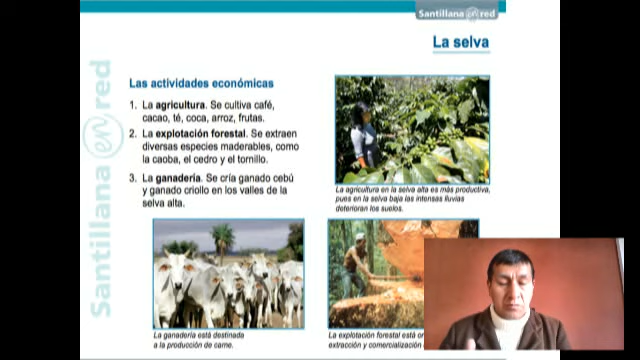 Santillana en red
La selva
Santillana en red
Las actividades económicas
1. La agricultura. Se cultiva café,
cacao, té, coca, arroz, frutas.
2. La explotación forestal. Se extraen
diversas especies maderables, como
la caoba, el cedro y el tornillo.
3. La ganadería. Se cría ganado cebú
y ganado criollo en los valles de la
selva alta.
La agricultura en la selva alta es más productiva,
pues en la selva baja las intensas lluvias
deterioran los suelos.
La ganadería está destinada
a la producción de carne.
La explotación forestal está
extracción y comercialización